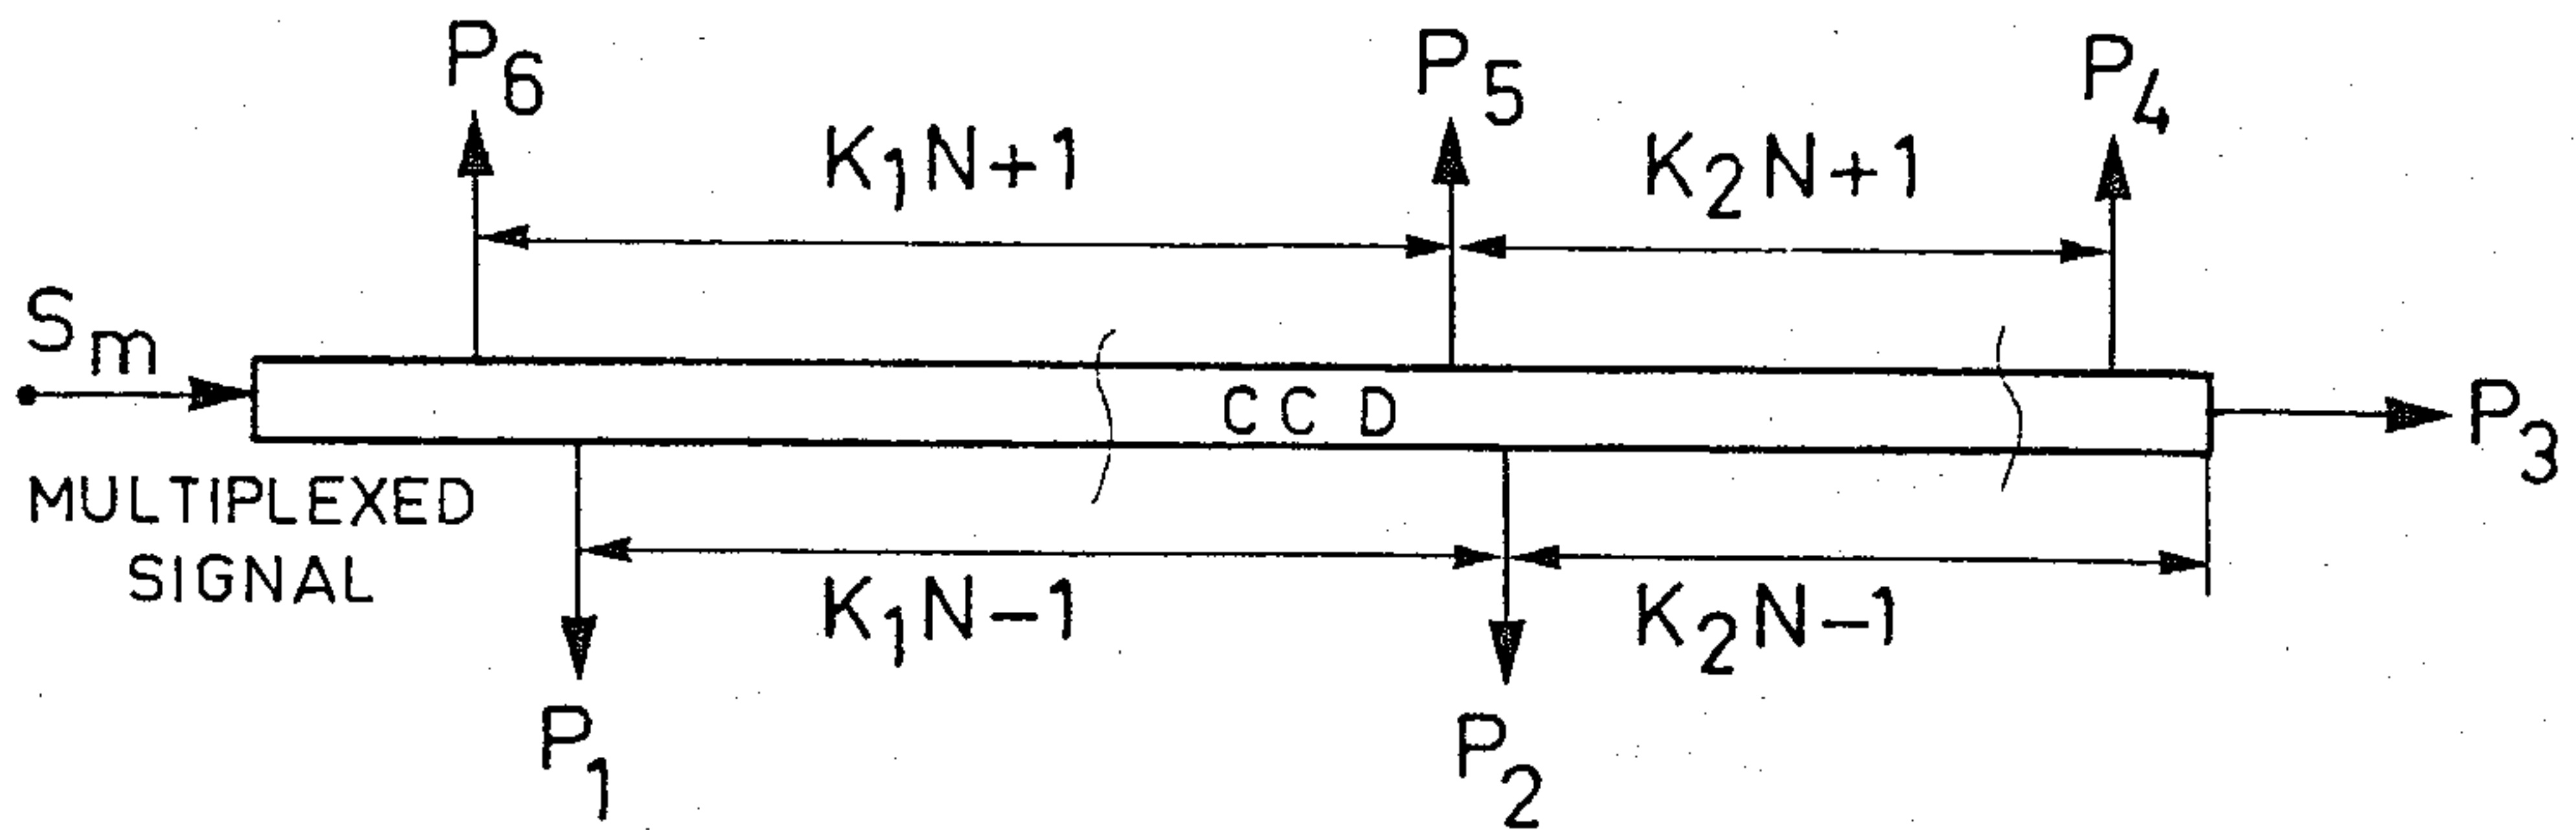 P6
P5
P4
K1N+1
K2N+1
Sm
CCD
P3
MULTIPLEXED
SIGNAL
K1N-1
K2N-1
P1
P2